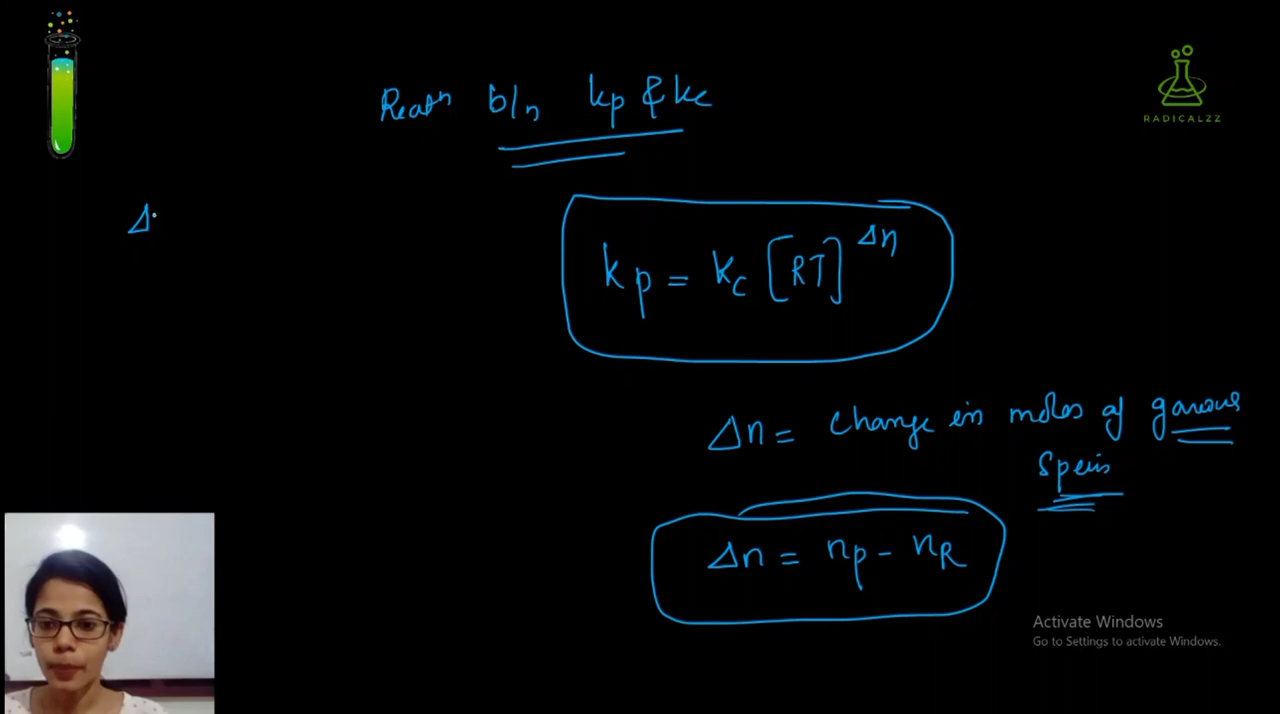 Reatⁿ b/n kp & kc
RADICALZZ
Δ
kp = kc [RT]^Δn
Δn = Change in moles of gaseous
Species
Δn = nP - nR
Activate Windows
Go to Settings to activate Windows.